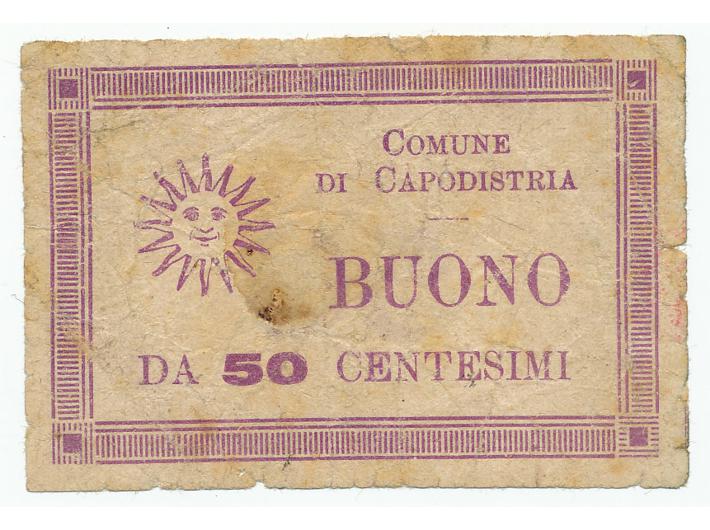 COMUNE
DI CAPODISTRIA
BUONO
DA 50 CENTESIMI